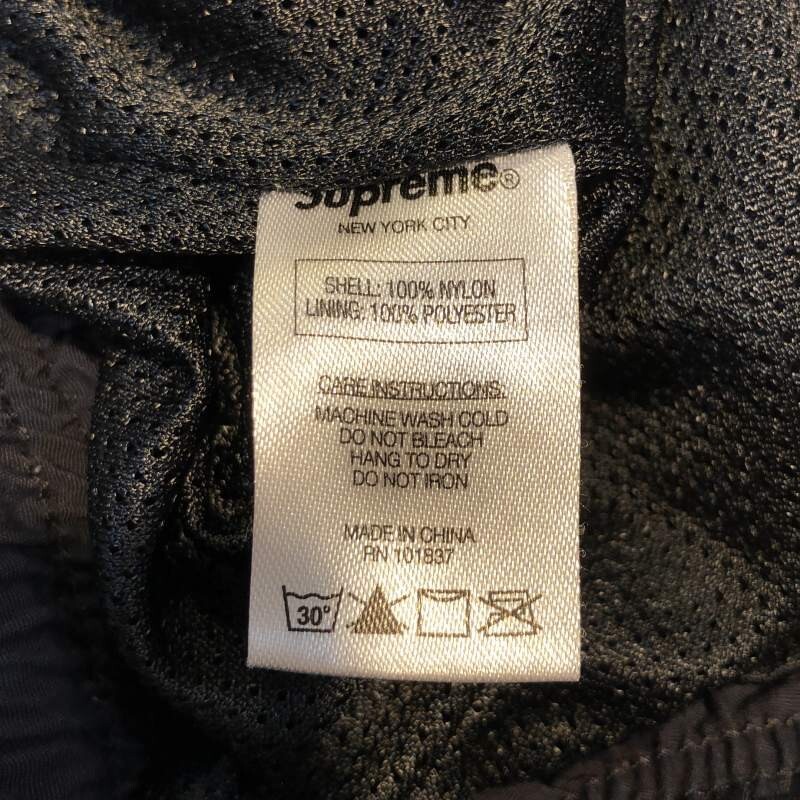 Supreme®
NEW YORK CITY
SHELL: 100% NYLON
LINING: 100% POLYESTER
CARE INSTRUCTIONS:
MACHINE WASH COLD
DO NOT BLEACH
HANG TO DRY
DO NOT IRON
MADE IN CHINA
RN 101837
30°